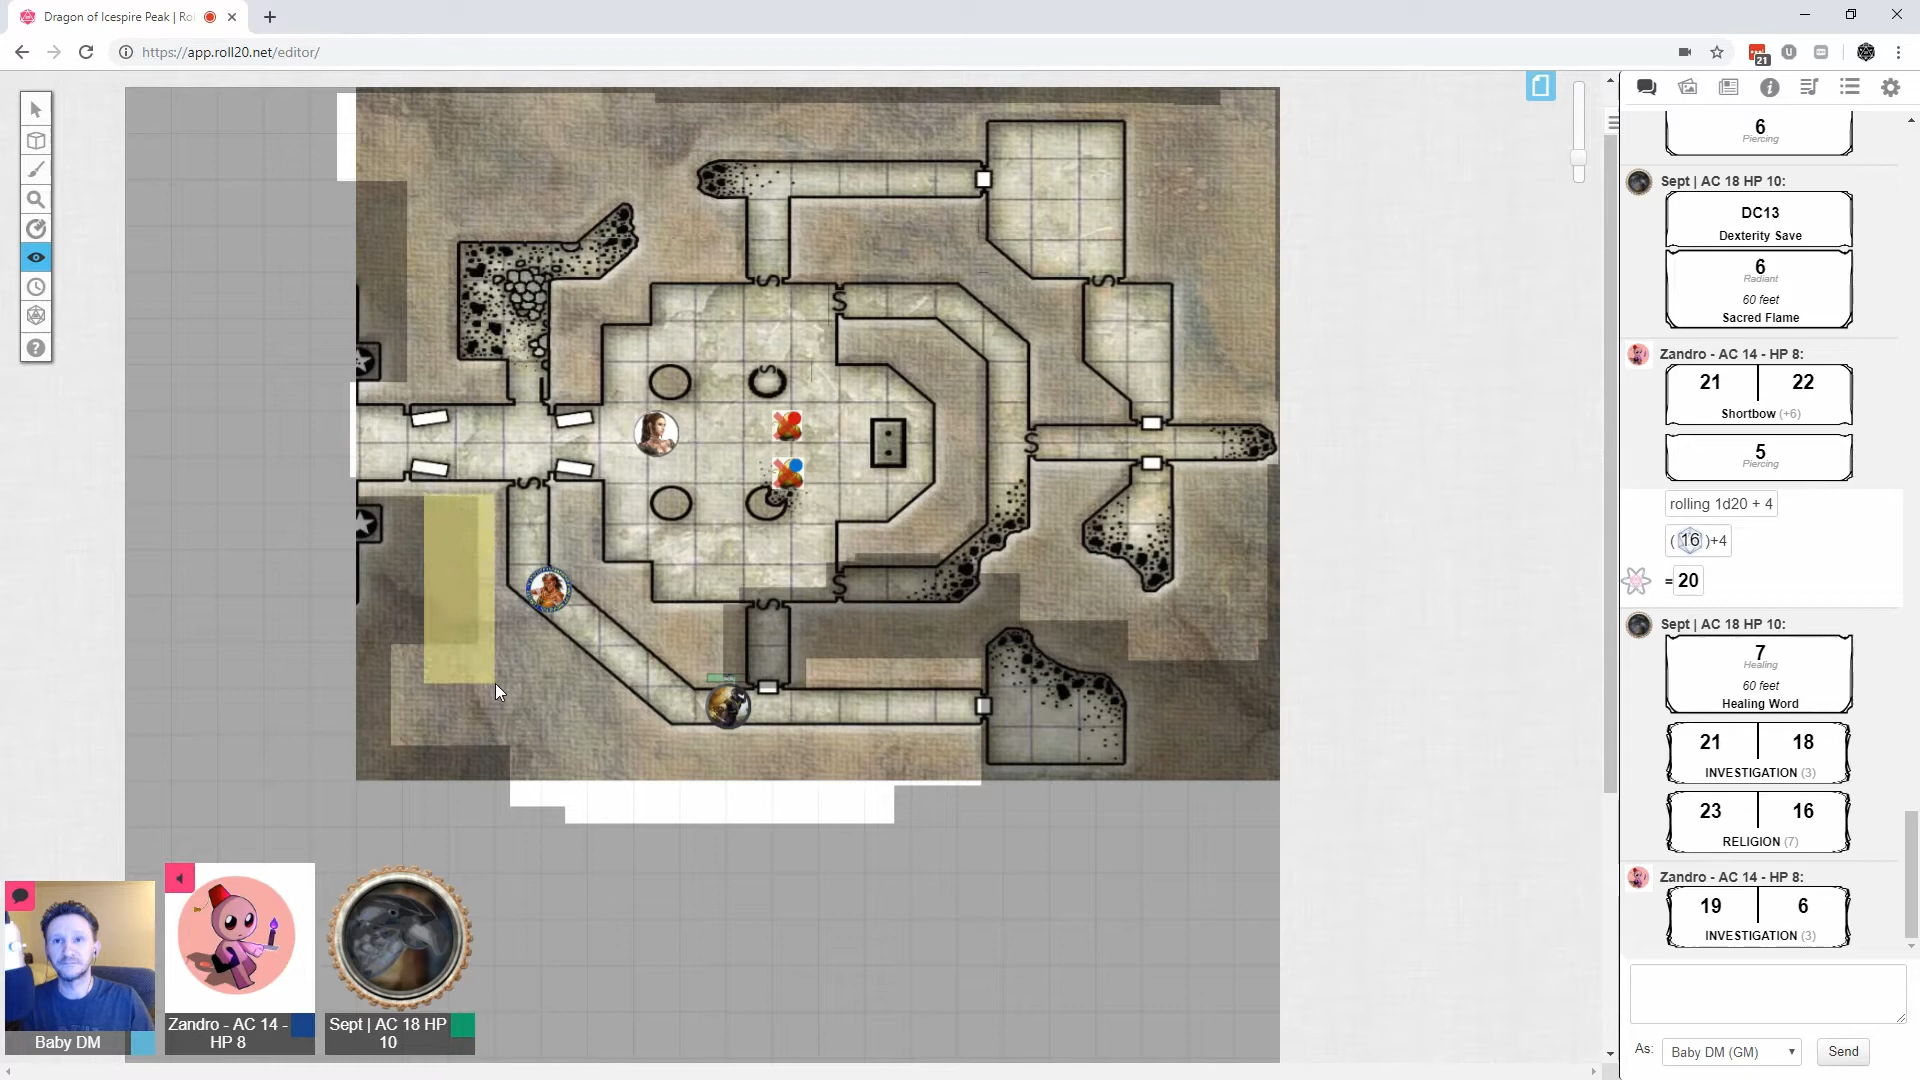 Dragon of Icespire Peak | Ro
https://app.roll20.net/editor/
21
6
Piercing
Sept | AC 18 HP 10:
DC13
Dexterity Save
6
Radiant
60 feet
Sacred Flame
Zandro - AC 14 - HP 8:
21 22
Shortbow (+6)
5
Piercing
rolling 1d20 + 4
(16)+4
=20
Sept | AC 18 HP 10:
7
Healing
60 feet
Healing Word
21 18
INVESTIGATION (3)
23 16
RELIGION (7)
Zandro - AC 14 - HP 8:
19 6
INVESTIGATION (3)
As: Baby DM (GM)
Send
S
S
S
S
S
S
S
S
Baby DM
Zandro - AC 14 -
HP 8
Sept | AC 18 HP
10